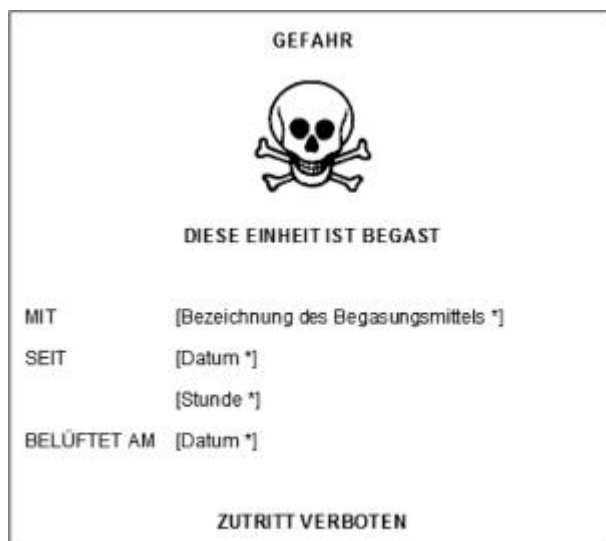 GEFAHR
DIESE EINHEIT IST BEGAST
MIT [Bezeichnung des Begasungsmittels *]
SEIT [Datum *]
[Stunde *]
BELÜFTET AM [Datum *]
ZUTRITT VERBOTEN